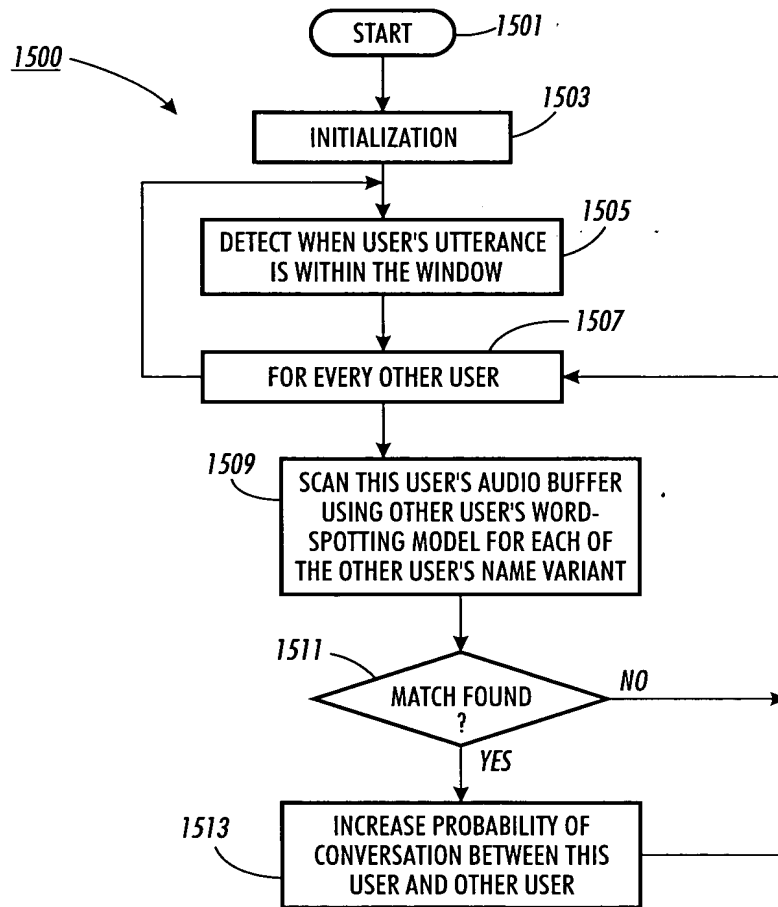 START
1501
1500
1503
INITIALIZATION
1505
DETECT WHEN USER'S UTTERANCE
IS WITHIN THE WINDOW
1507
FOR EVERY OTHER USER
1509
SCAN THIS USER'S AUDIO BUFFER
USING OTHER USER'S WORD-
SPOTTING MODEL FOR EACH OF
THE OTHER USER'S NAME VARIANT
1511
MATCH FOUND
?
NO
YES
1513
INCREASE PROBABILITY OF
CONVERSATION BETWEEN THIS
USER AND OTHER USER